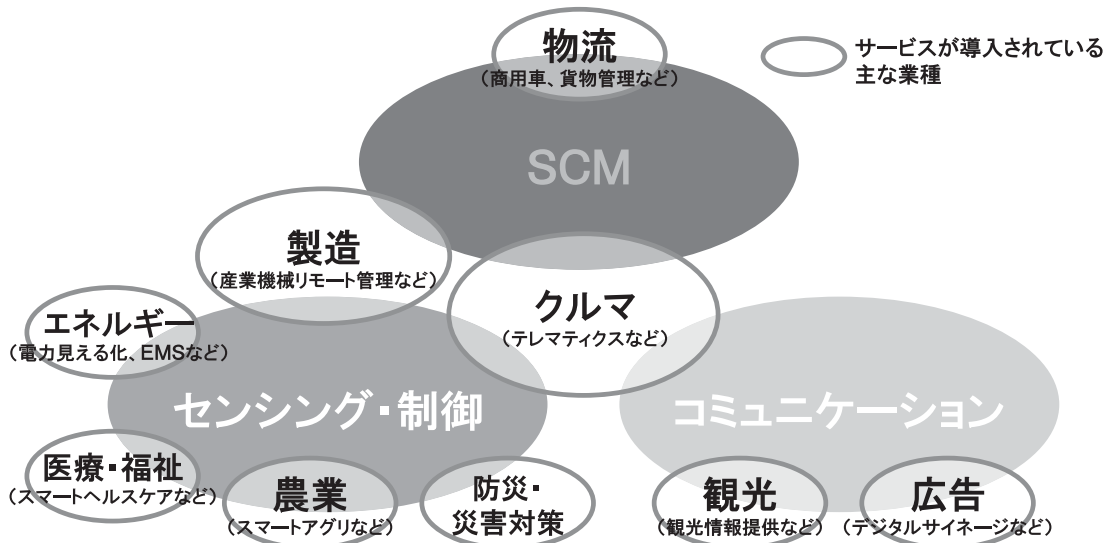 物流
（商用車、貨物管理など）
サービスが導入されている
主な業種
SCM
製造
（産業機械リモート管理など）
クルマ
（テレマティクスなど）
エネルギー
（電力見える化、EMSなど）
センシング・制御
コミュニケーション
医療・福祉
（スマートヘルスケアなど）
農業
（スマートアグリなど）
防災・
災害対策
観光
（観光情報提供など）
広告
（デジタルサイネージなど）